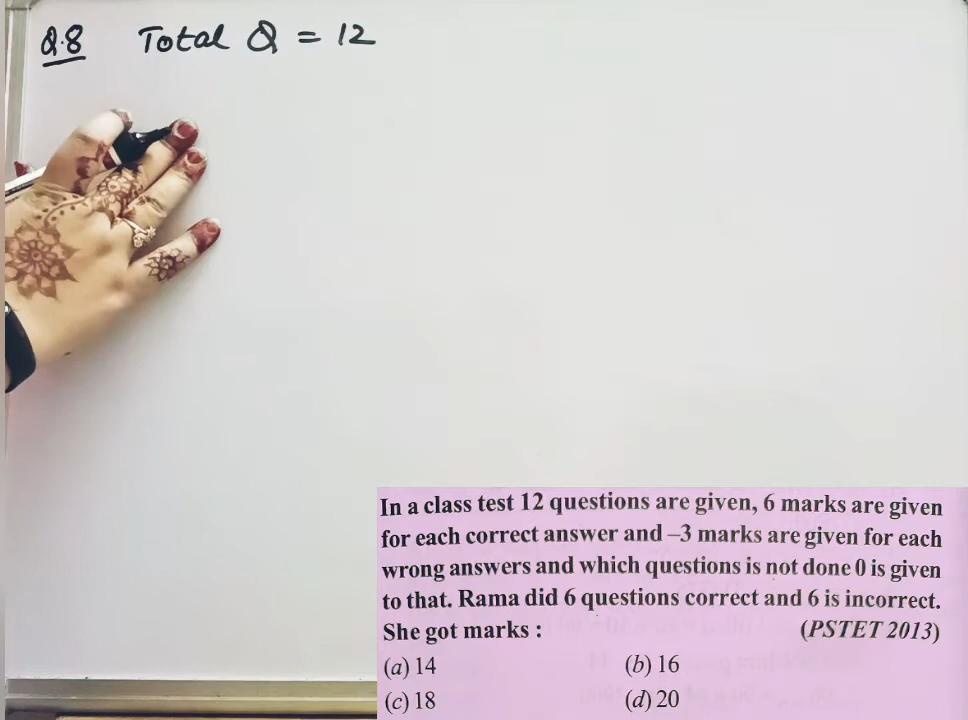 Q.8 Total Q = 12
In a class test 12 questions are given, 6 marks are given
for each correct answer and –3 marks are given for each
wrong answers and which questions is not done 0 is given
to that. Rama did 6 questions correct and 6 is incorrect.
She got marks : (PSTET 2013)
(a) 14 (b) 16
(c) 18 (d) 20